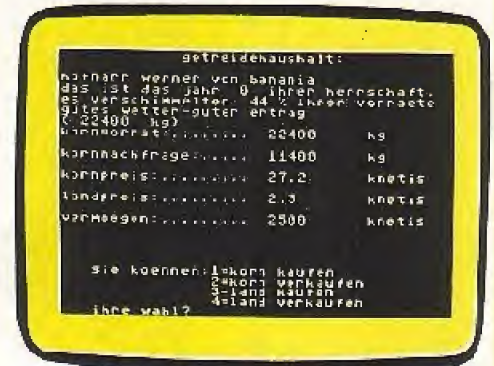 getreidehaushalt:
hofnarr werner von banania
das ist das jahr 0 ihrer herrschaft.
es verschimmelten 44 % ihrer vorraete
gutes wetter-guter ertrag
( 22400 kg)
kornvorrat:......... 22400 kg
kornnachfrage:...... 11400 kg
kornpreis:.......... 27.2 knetis
landpreis:.......... 2.3 knetis
vermoegen:.......... 2500 knetis
sie koennen:1=korn kaufen
2=korn verkaufen
3=land kaufen
4=land verkaufen
ihre wahl?